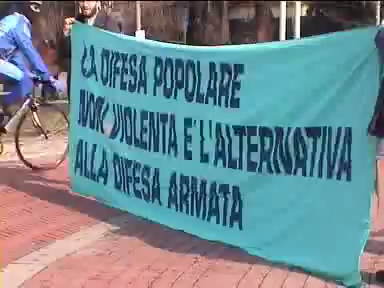 LA DIFESA POPOLARE
NON VIOLENTA E' L'ALTERNATIVA
ALLA DIFESA ARMATA